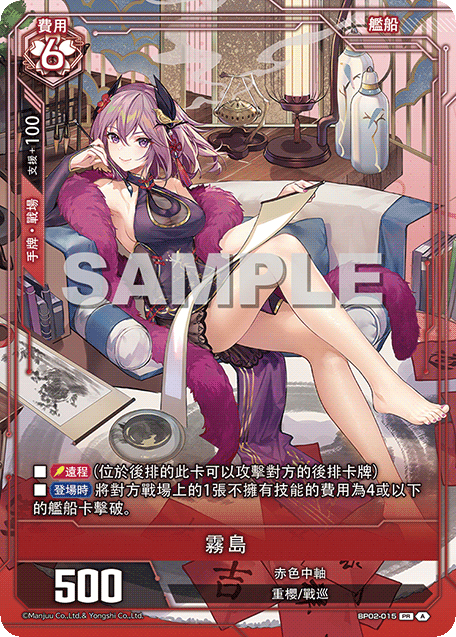 費用
6
艦船
支援+100
手牌・戰場
SAMPLE
■ 遠程 (位於後排的此卡可以攻擊對方的後排卡牌)
■ 登場時 將對方戰場上的1張不擁有技能的費用為4或以下
的艦船卡擊破。
霧島
500
赤色中軸
重櫻/戰巡
吉
©Manjuu Co.,Ltd.& Yongshi Co.,Ltd.
BP02-015 PR A